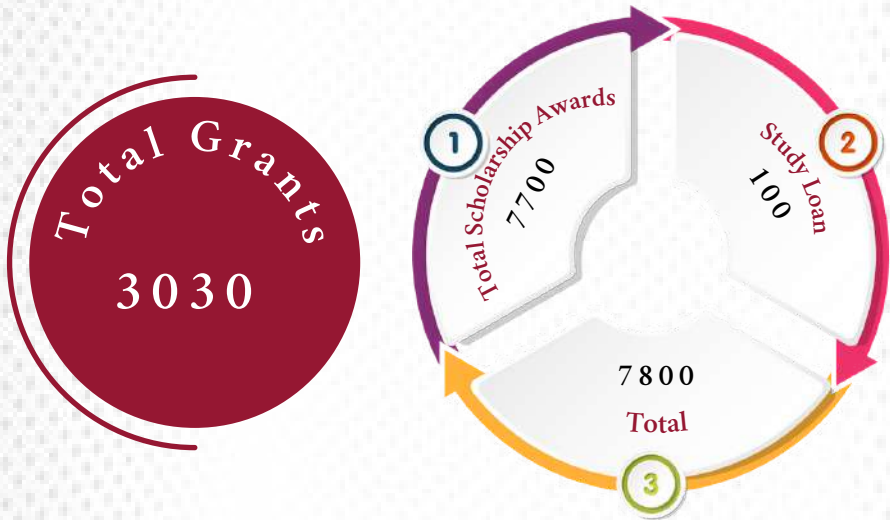 Total Grants
3030
1
Total Scholarship Awards
7700
2
Study Loan
100
7800
Total
3